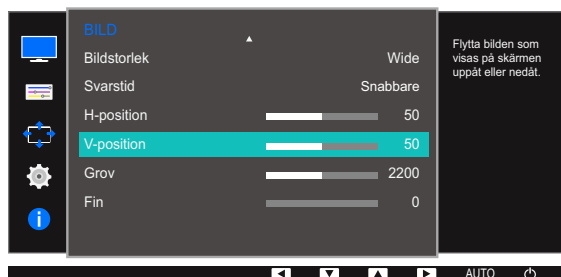 BILD
Bildstorlek Wide
Svarstid Snabbare
H-position 50
V-position 50
Grov 2200
Fin 0
Flytta bilden som
visas på skärmen
uppåt eller nedåt.
AUTO